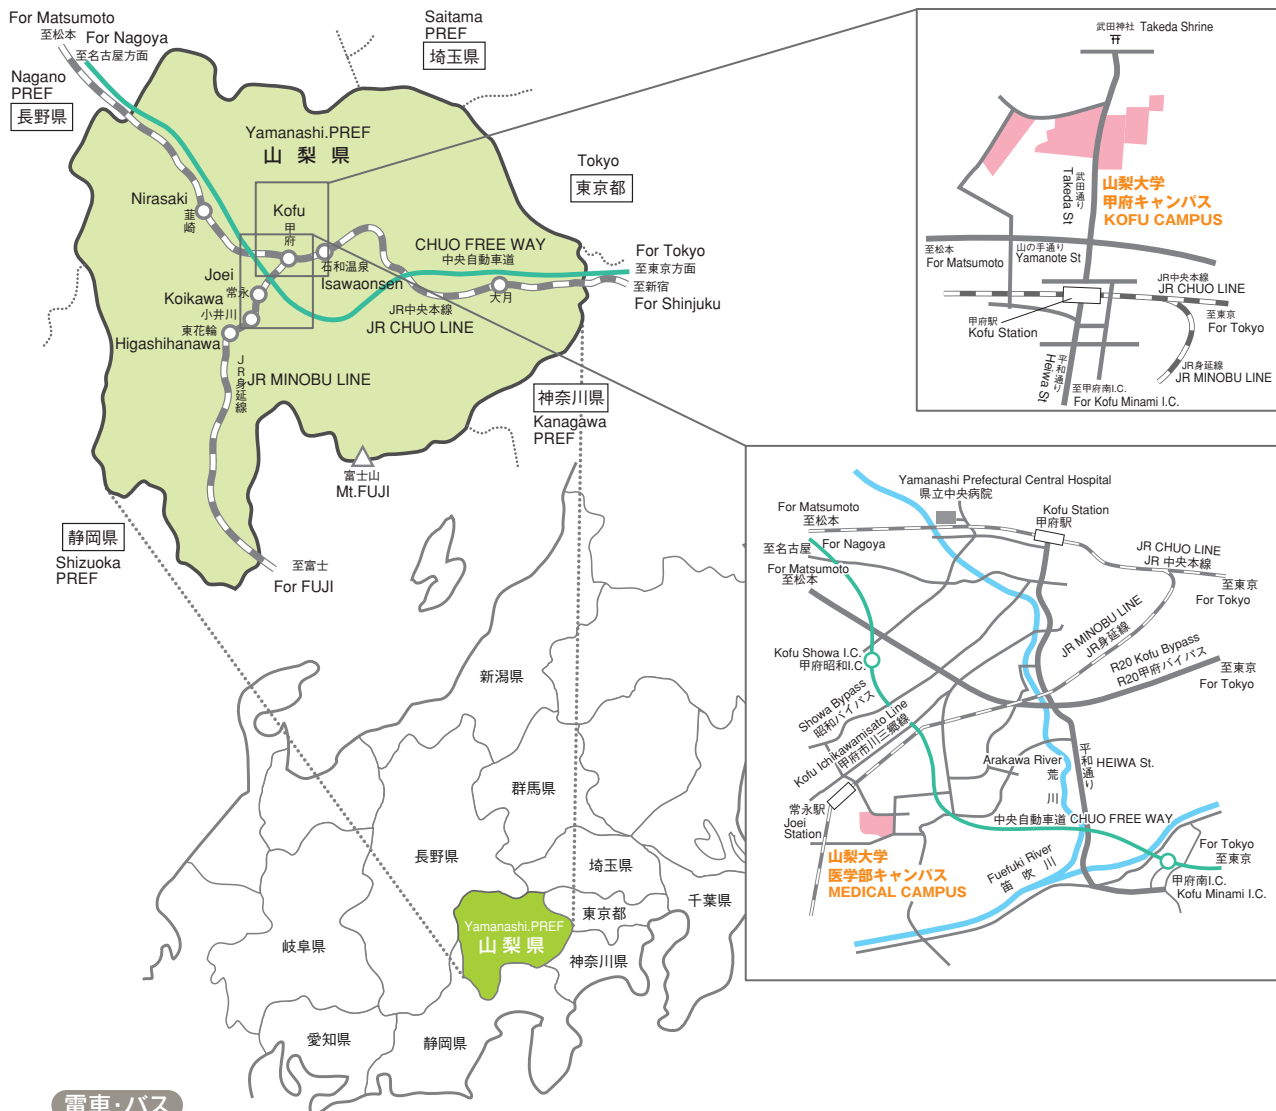 For Matsumoto
至松本
For Nagoya
至名古屋方面
Nagano
PREF
長野県
Saitama
PREF
埼玉県
Yamanashi.PREF
山梨県
Tokyo
東京都
Nirasaki
韮崎
Kofu
甲府
石和温泉
Isawaonsen
CHUO FREE WAY
中央自動車道
For Tokyo
至東京方面
至新宿
For Shinjuku
大月
JR中央本線
JR CHUO LINE
Joei
常永
Koikawa
小井川
東花輪
Higashihanawa
JR身延線
JR MINOBU LINE
神奈川県
Kanagawa
PREF
富士山
Mt.FUJI
静岡県
Shizuoka
PREF
至富士
For FUJI
武田神社 Takeda Shrine
武田通り
Takeda St
山梨大学
甲府キャンパス
KOFU CAMPUS
至松本
For Matsumoto
山の手通り
Yamanote St
JR中央本線
JR CHUO LINE
至東京
For Tokyo
甲府駅
Kofu Station
平和通り
Heiwa St
JR身延線
JR MINOBU LINE
至甲府南I.C.
For Kofu Minami I.C.
Yamanashi Prefectural Central Hospital
県立中央病院
For Matsumoto
至松本
Kofu Station
甲府駅
至名古屋
For Nagoya
For Matsumoto
至松本
JR CHUO LINE
JR 中央本線
至東京
For Tokyo
JR MINOBU LINE
JR身延線
Kofu Showa I.C.
甲府昭和I.C.
R20 Kofu Bypass
R20甲府バイパス
至東京
For Tokyo
Showa Bypass
昭和バイパス
Kofu Ichikawamisato Line
甲府市川三郷線
Arakawa River
荒川
平和通り
HEIWA St.
常永駅
Joei
Station
中央自動車道 CHUO FREE WAY
山梨大学
医学部キャンパス
MEDICAL CAMPUS
Fuefuki River
笛吹川
For Tokyo
至東京
甲府南I.C.
Kofu Minami I.C.
新潟県
群馬県
長野県
埼玉県
東京都
千葉県
Yamanashi.PREF
山梨県
神奈川県
岐阜県
愛知県
静岡県
電車・バス